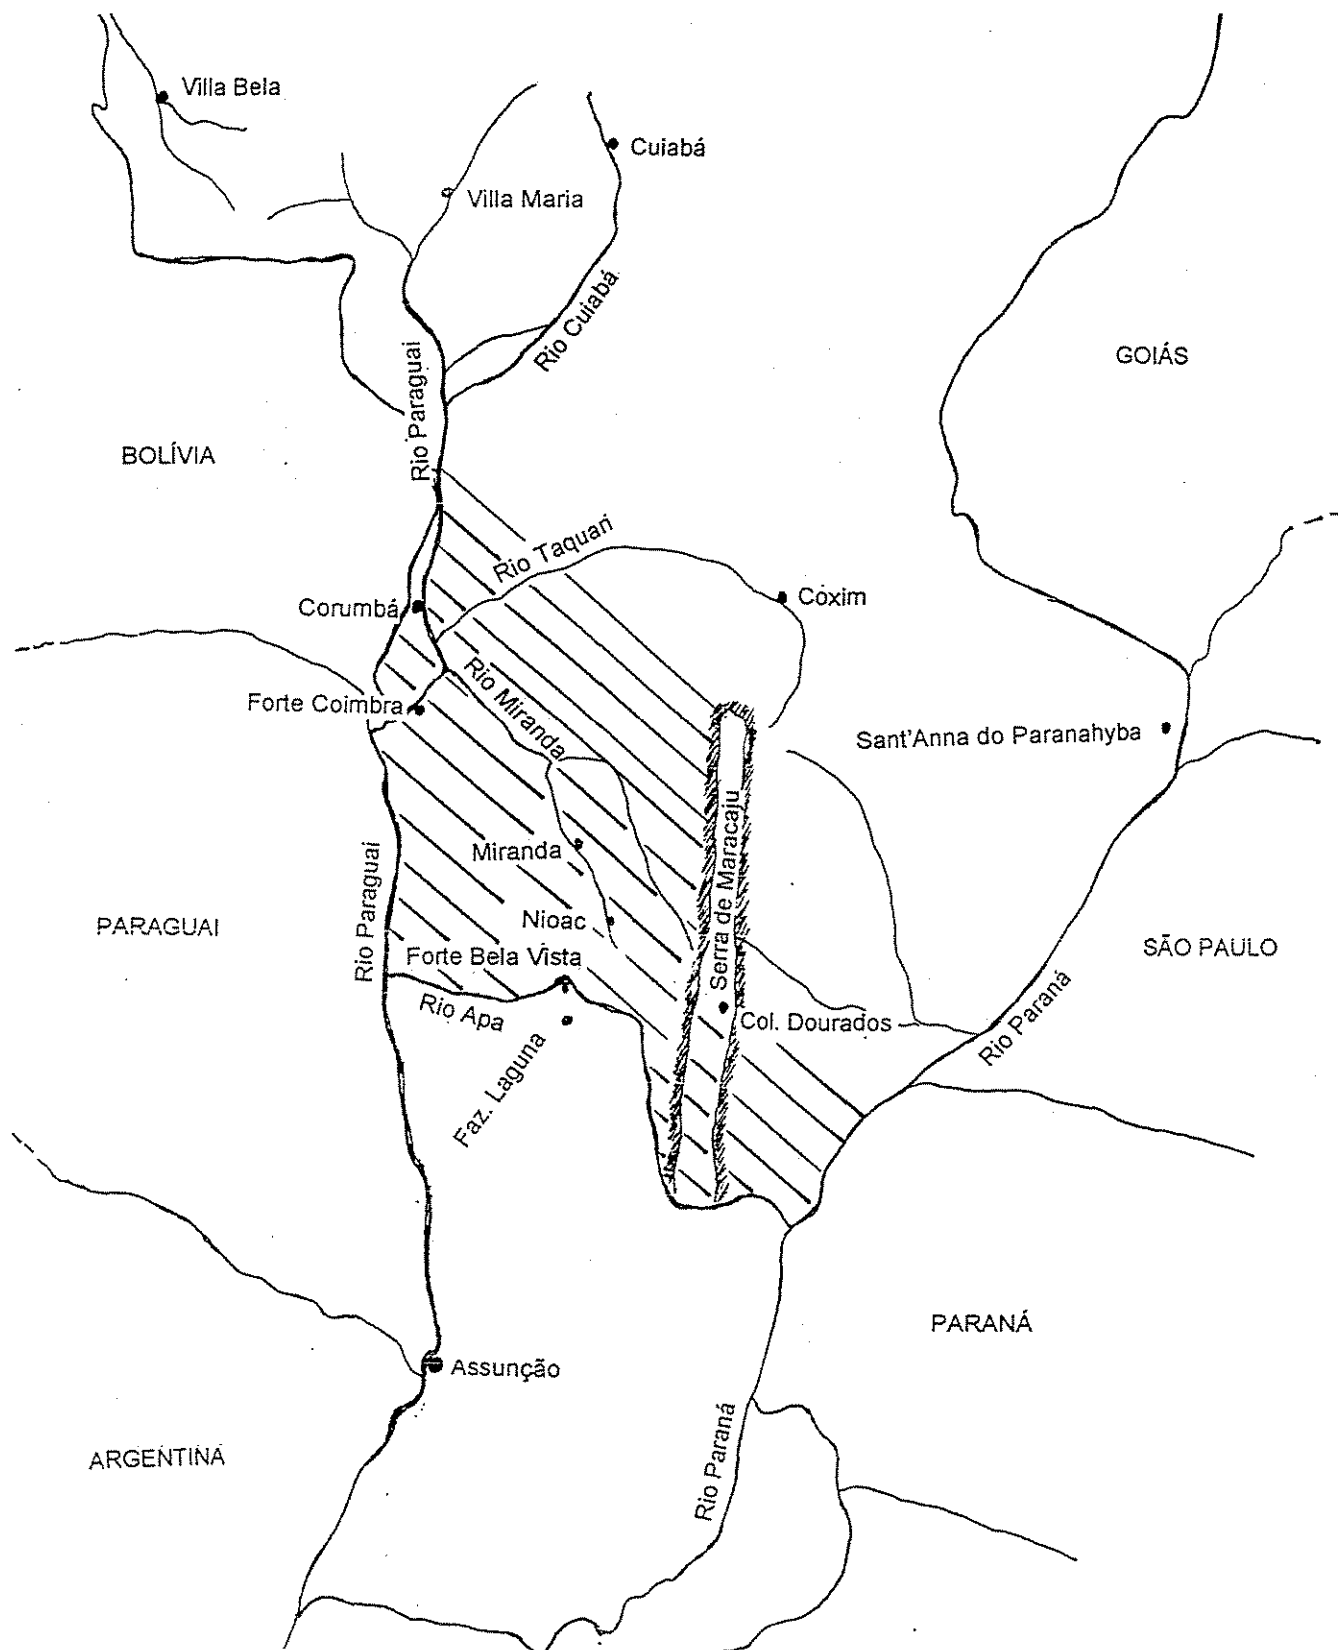 Villa Bela
Cuiabá
Villa Maria
Rio Cuiabá
Rio Paraguai
GOIÁS
BOLÍVIA
Rio Taquari
Corumbá
Cóxim
Rio Miranda
Forte Coimbra
Sant'Anna do Paranahyba
Serra de Maracaju
Miranda
Rio Paraguai
Nioac
PARAGUAI
SÃO PAULO
Forte Bela Vista
Rio Apa
Col. Dourados
Rio Paraná
Faz. Laguna
PARANÁ
Assunção
Rio Paraná
ARGENTINA